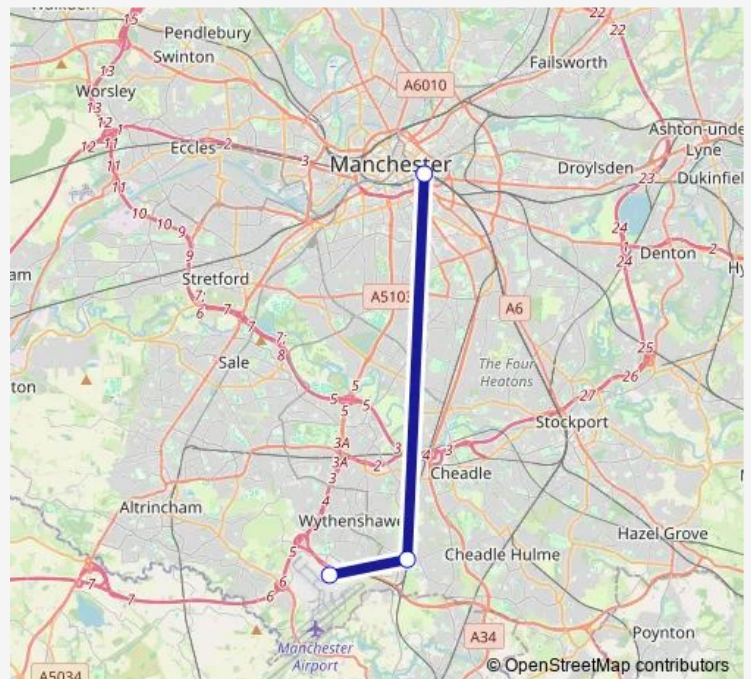 15
Pendlebury
22
22
Swinton
Failsworth
13
A6010
Worsley
13
12
1
Ashton-unde
Lyne
12
11
Eccles
2
3
Manchester
Droylsden
11
23
Dukinfiel
11
10
10
9
24
1
2
9
24
Denton
am
Stretford
7;
6
7
7
A5103
A6
7;
8
25
Sale
The Four
Heatons
26
ton
5
27
5
5
5
Stockport
3A
3
4
3
3A
2
Cheadle
3
4
Altrincham
Wythenshawe
Hazel Grove
5
Cheadle Hulme
7
6
6
7
Manchester
Airport
A34
Poynton
A5034
© OpenStreetMap contributors